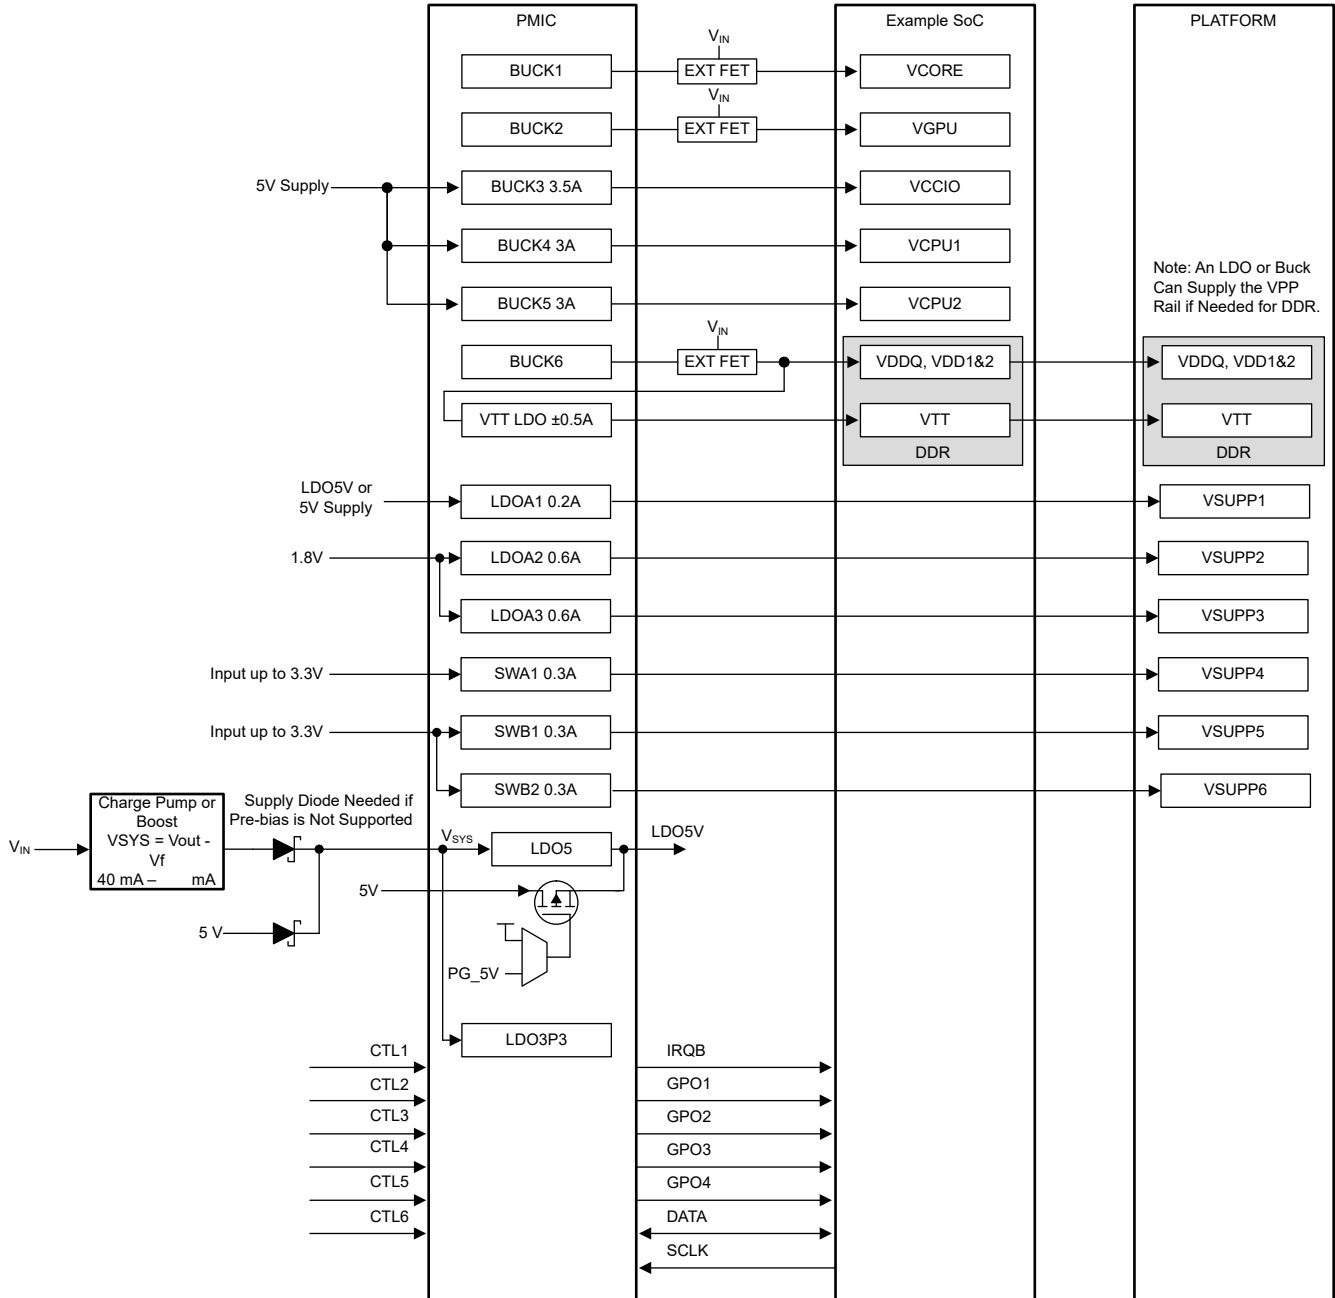 PMIC
Example SoC
PLATFORM
BUCK1
VIN
EXT FET
VCORE
BUCK2
VIN
EXT FET
VGPU
5V Supply
BUCK3 3.5A
VCCIO
BUCK4 3A
VCPU1
BUCK5 3A
VCPU2
Note: An LDO or Buck
Can Supply the VPP
Rail if Needed for DDR.
BUCK6
VIN
EXT FET
VDDQ, VDD1&2
VDDQ, VDD1&2
VTT LDO ±0.5A
VTT
VTT
DDR
DDR
LDO5V or
5V Supply
LDOA1 0.2A
VSUPP1
1.8V
LDOA2 0.6A
VSUPP2
LDOA3 0.6A
VSUPP3
Input up to 3.3V
SWA1 0.3A
VSUPP4
Input up to 3.3V
SWB1 0.3A
VSUPP5
SWB2 0.3A
VSUPP6
VIN
Charge Pump or
Boost
VSYS = Vout -
Vf
40 mA – mA
Supply Diode Needed if
Pre-bias is Not Supported
VSYS
LDO5
LDO5V
5V
5 V
PG_5V
LDO3P3
CTL1
CTL2
CTL3
CTL4
CTL5
CTL6
IRQB
GPO1
GPO2
GPO3
GPO4
DATA
SCLK